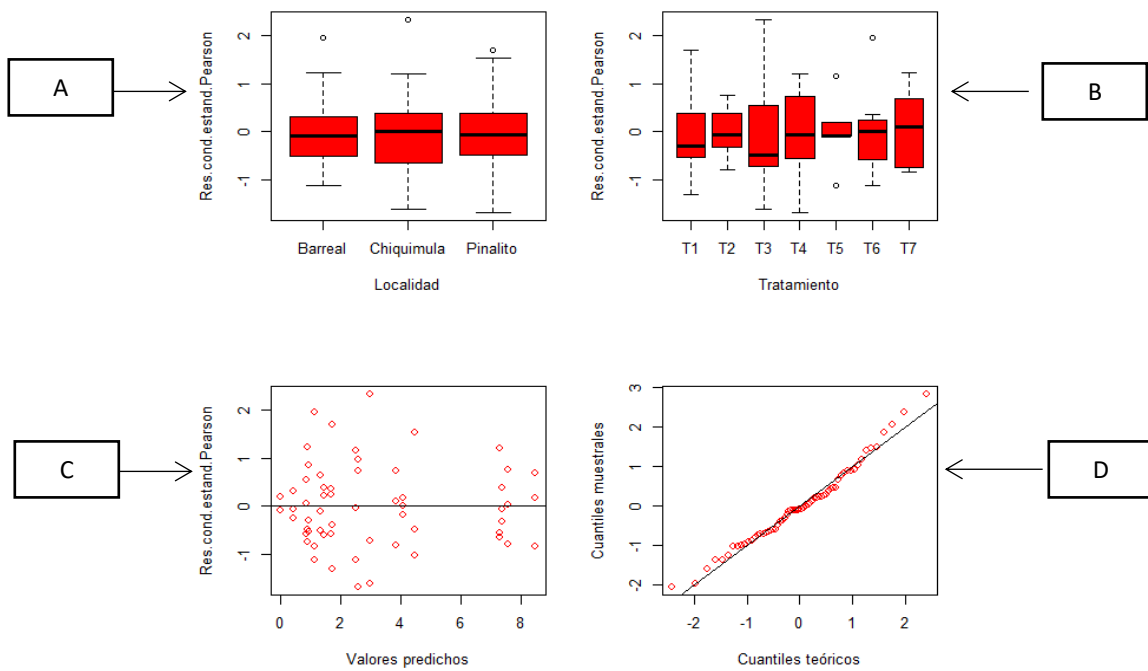 A
Res.cond.estand.Pearson
2
1
0
-1
Barreal Chiquimula Pinalito
Localidad
Res.cond.estand.Pearson
2
1
0
-1
T1 T2 T3 T4 T5 T6 T7
Tratamiento
B
C
Res.cond.estand.Pearson
2
1
0
-1
0 2 4 6 8
Valores predichos
Cuantiles muestrales
3
2
1
0
-1
-2
-2 -1 0 1 2
Cuantiles teóricos
D